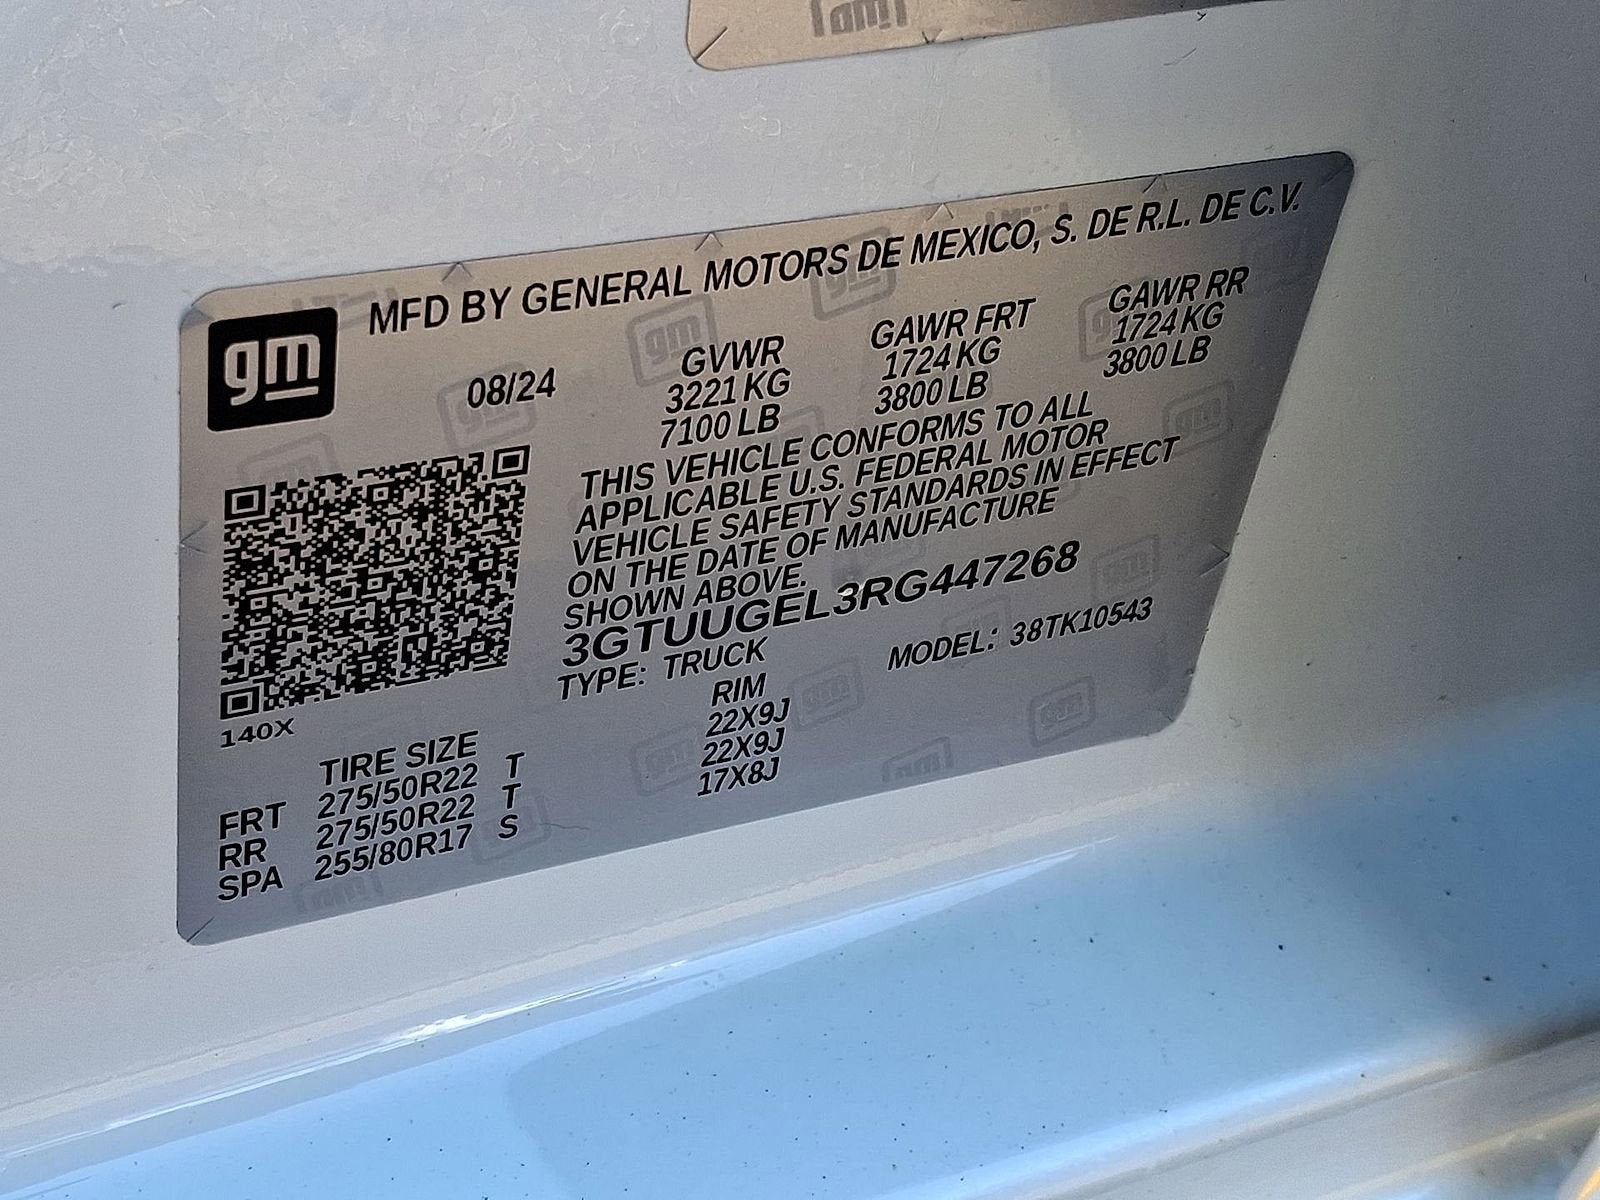 gm
MFD BY GENERAL MOTORS DE MEXICO, S. DE R.L. DE C.V.
gm
08/24
GVWR
3221 KG
7100 LB
GAWR FRT
1724 KG
3800 LB
GAWR RR
1724 KG
3800 LB
THIS VEHICLE CONFORMS TO ALL
APPLICABLE U.S. FEDERAL MOTOR
VEHICLE SAFETY STANDARDS IN EFFECT
ON THE DATE OF MANUFACTURE
SHOWN ABOVE.
3GTUUGEL3RG447268
TYPE: TRUCK
MODEL: 38TK10543
140X
TIRE SIZE
RIM
FRT 275/50R22 T 22X9J
RR 275/50R22 T 22X9J
SPA 255/80R17 S 17X8J